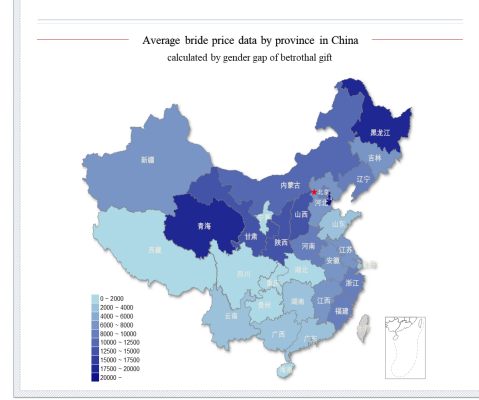 Average bride price data by province in China
calculated by gender gap of betrothal gift
黑龙江
吉林
新疆
辽宁
内蒙古
北京
河北
山西
青海
山东
甘肃
陕西
河南
江苏
西藏
安徽
四川
湖北
浙江
湖南
江西
云南
福建
广西
广东
0 ~ 2000
2000 ~ 4000
4000 ~ 6000
6000 ~ 8000
8000 ~ 10000
10000 ~ 12500
12500 ~ 15000
15000 ~ 17500
17500 ~ 20000
20000 ~